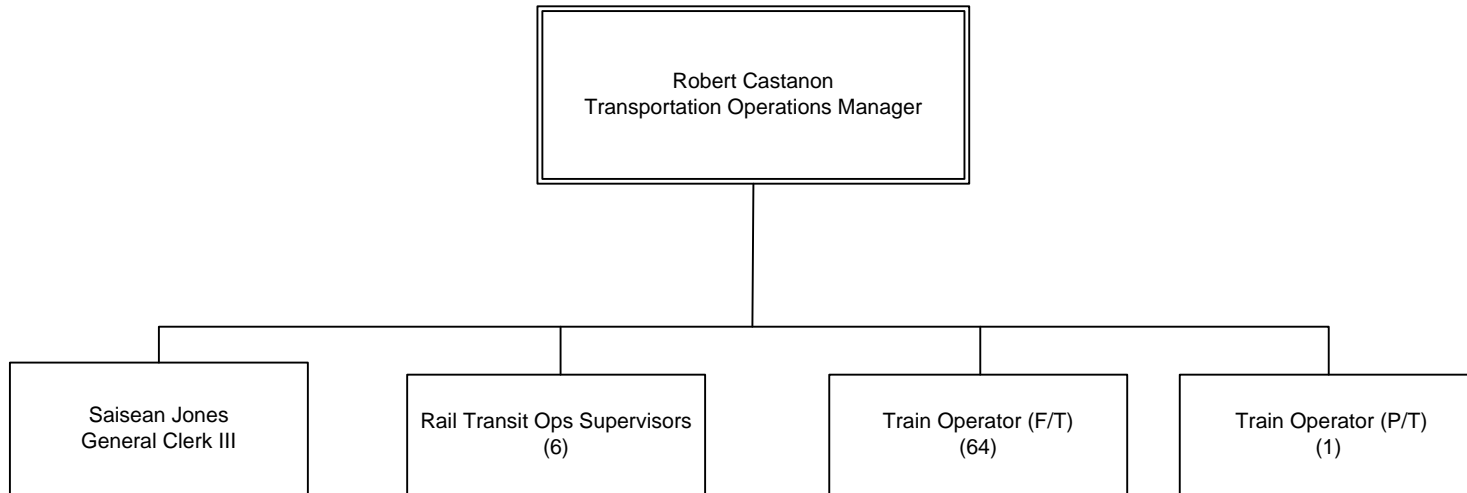 Robert Castanon
Transportation Operations Manager
Saisean Jones
General Clerk III
Rail Transit Ops Supervisors
(6)
Train Operator (F/T)
(64)
Train Operator (P/T)
(1)